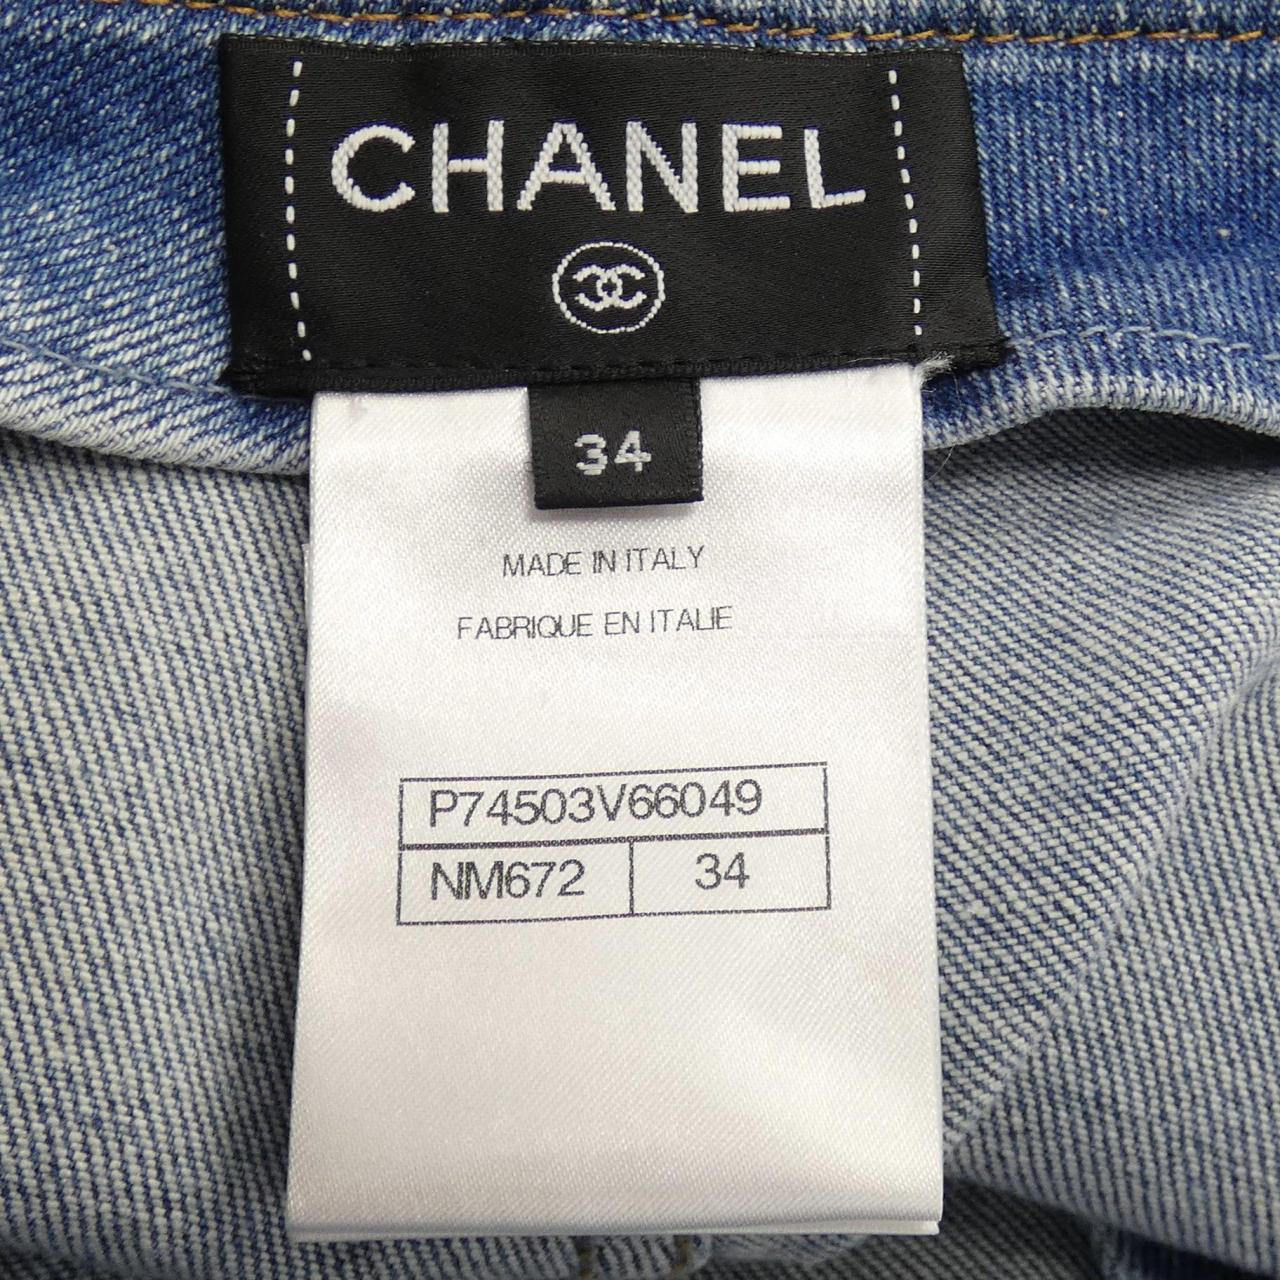 CHANEL
34
MADE IN ITALY
FABRIQUE EN ITALIE
P74503V66049
NM672 34